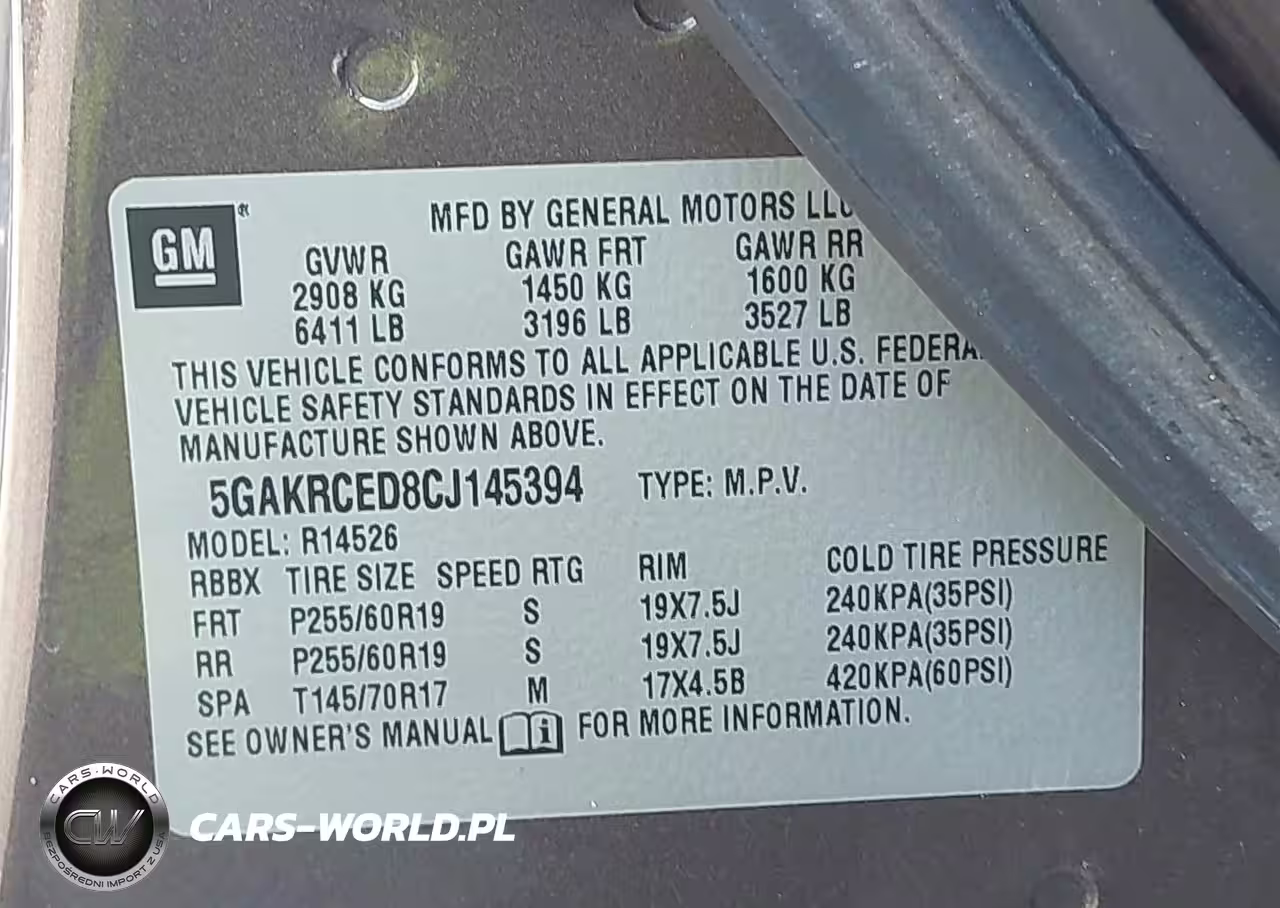 GM
MFD BY GENERAL MOTORS LLC
GVWR GAWR FRT GAWR RR
2908 KG 1450 KG 1600 KG
6411 LB 3196 LB 3527 LB
THIS VEHICLE CONFORMS TO ALL APPLICABLE U.S. FEDERA
VEHICLE SAFETY STANDARDS IN EFFECT ON THE DATE OF
MANUFACTURE SHOWN ABOVE.
5GAKRCED8CJ145394 TYPE: M.P.V.
MODEL: R14526
RBBX TIRE SIZE SPEED RTG RIM COLD TIRE PRESSURE
FRT P255/60R19 S 19X7.5J 240KPA(35PSI)
RR P255/60R19 S 19X7.5J 240KPA(35PSI)
SPA T145/70R17 M 17X4.5B 420KPA(60PSI)
SEE OWNER'S MANUAL i FOR MORE INFORMATION.
CARS-WORLD
CW
BEZPOŚREDNI IMPORT Z USA
CARS-WORLD.PL